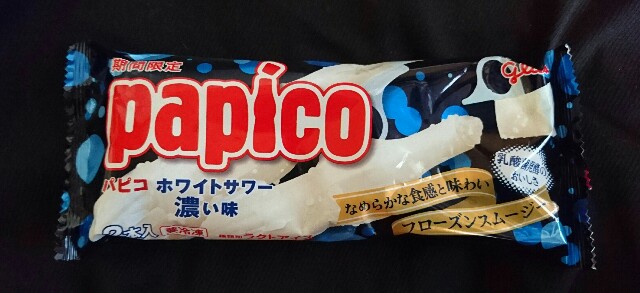 期間限定
papico
glico
パピコ ホワイトサワー
濃い味
2本入
要冷凍
ラクトアイス
なめらかな食感と味わい
フローズンスムージー
乳酸菌
おいしさ